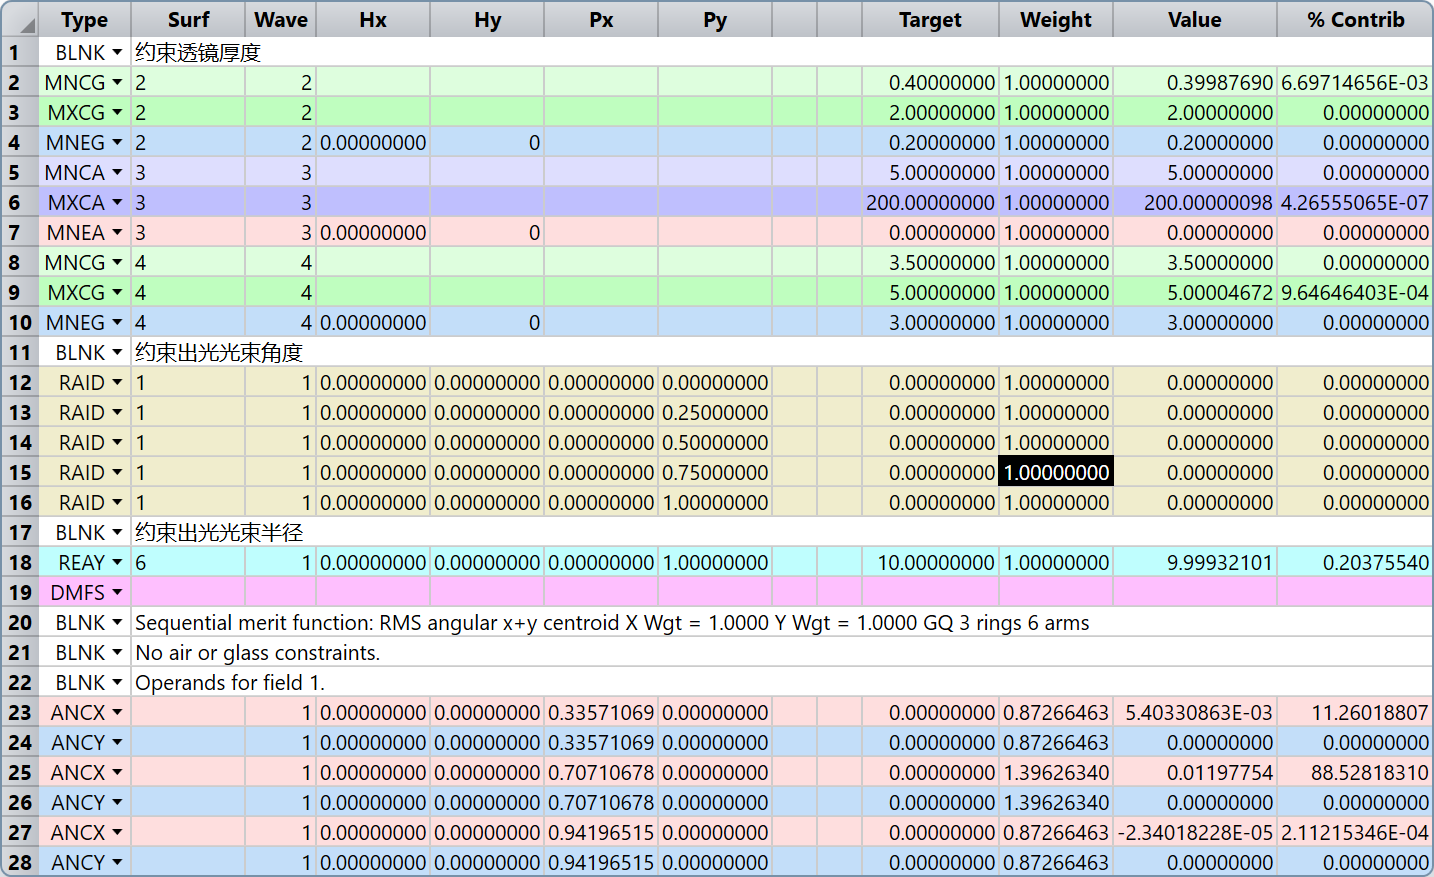 Type Surf Wave Hx Hy Px Py Target Weight Value % Contrib
1 BLNK 约束透镜厚度
2 MNCG 2 2 0.40000000 1.00000000 0.39987690 6.69714656E-03
3 MXCG 2 2 2.00000000 1.00000000 2.00000000 0.00000000
4 MNEG 2 2 0.00000000 0 0.20000000 1.00000000 0.20000000 0.00000000
5 MNCA 3 3 5.00000000 1.00000000 5.00000000 0.00000000
6 MXCA 3 3 200.00000000 1.00000000 200.00000098 4.26555065E-07
7 MNEA 3 3 0.00000000 0 0.00000000 1.00000000 0.00000000 0.00000000
8 MNCG 4 4 3.50000000 1.00000000 3.50000000 0.00000000
9 MXCG 4 4 5.00000000 1.00000000 5.00004672 9.64646403E-04
10 MNEG 4 4 0.00000000 0 3.00000000 1.00000000 3.00000000 0.00000000
11 BLNK 约束出光光束角度
12 RAID 1 1 0.00000000 0.00000000 0.00000000 0.00000000 0.00000000 1.00000000 0.00000000 0.00000000
13 RAID 1 1 0.00000000 0.00000000 0.00000000 0.25000000 0.00000000 1.00000000 0.00000000 0.00000000
14 RAID 1 1 0.00000000 0.00000000 0.00000000 0.50000000 0.00000000 1.00000000 0.00000000 0.00000000
15 RAID 1 1 0.00000000 0.00000000 0.00000000 0.75000000 0.00000000 1.00000000 0.00000000 0.00000000
16 RAID 1 1 0.00000000 0.00000000 0.00000000 1.00000000 0.00000000 1.00000000 0.00000000 0.00000000
17 BLNK 约束出光光束半径
18 REAY 6 1 0.00000000 0.00000000 0.00000000 1.00000000 10.00000000 1.00000000 9.99932101 0.20375540
19 DMFS
20 BLNK Sequential merit function: RMS angular x+y centroid X Wgt = 1.0000 Y Wgt = 1.0000 GQ 3 rings 6 arms
21 BLNK No air or glass constraints.
22 BLNK Operands for field 1.
23 ANCX 1 0.00000000 0.00000000 0.33571069 0.00000000 0.00000000 0.87266463 5.40330863E-03 11.26018807
24 ANCY 1 0.00000000 0.00000000 0.33571069 0.00000000 0.00000000 0.87266463 0.00000000 0.00000000
25 ANCX 1 0.00000000 0.00000000 0.70710678 0.00000000 0.00000000 1.39626340 0.01197754 88.52818310
26 ANCY 1 0.00000000 0.00000000 0.70710678 0.00000000 0.00000000 1.39626340 0.00000000 0.00000000
27 ANCX 1 0.00000000 0.00000000 0.94196515 0.00000000 0.00000000 0.87266463 -2.34018228E-05 2.11215346E-04
28 ANCY 1 0.00000000 0.00000000 0.94196515 0.00000000 0.00000000 0.87266463 0.00000000 0.00000000